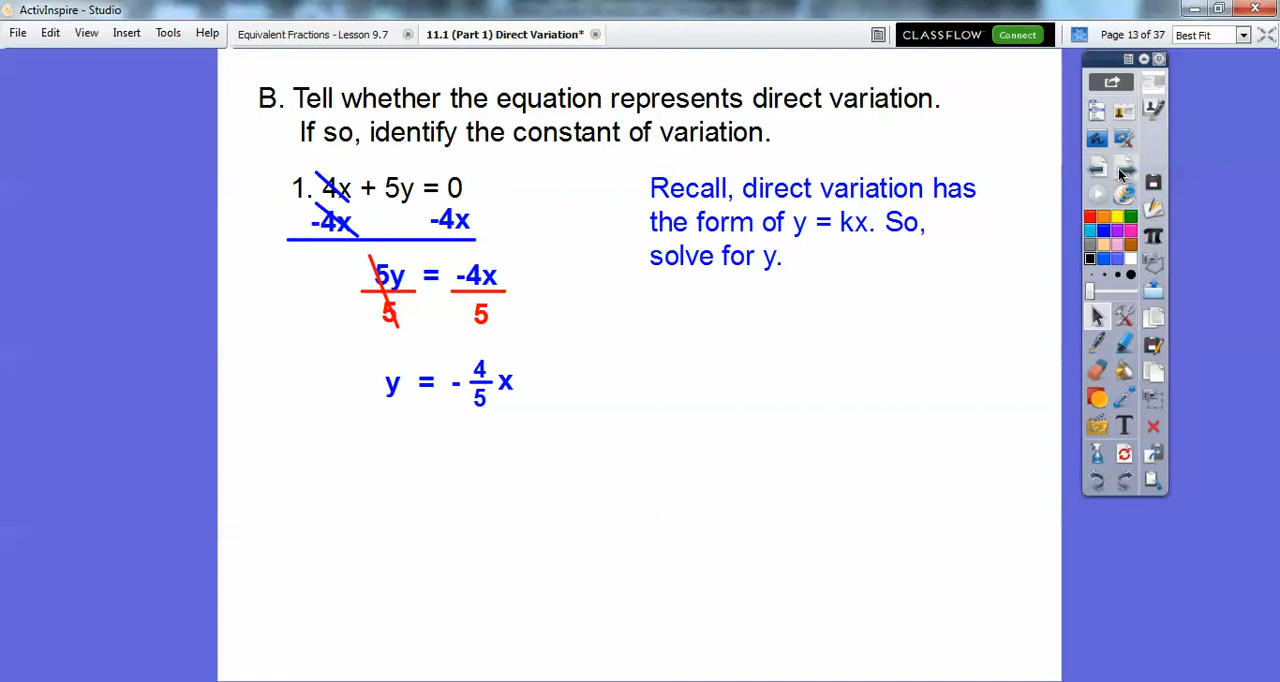 ActivInspire - Studio
File Edit View Insert Tools Help
Equivalent Fractions - Lesson 9.7
11.1 (Part 1) Direct Variation*
CLASSFLOW Connect
Page 13 of 37
Best Fit
B. Tell whether the equation represents direct variation.
If so, identify the constant of variation.
1. 4x + 5y = 0
-4x -4x
5y = -4x
5 5
y = - 4/5 x
Recall, direct variation has
the form of y = kx. So,
solve for y.